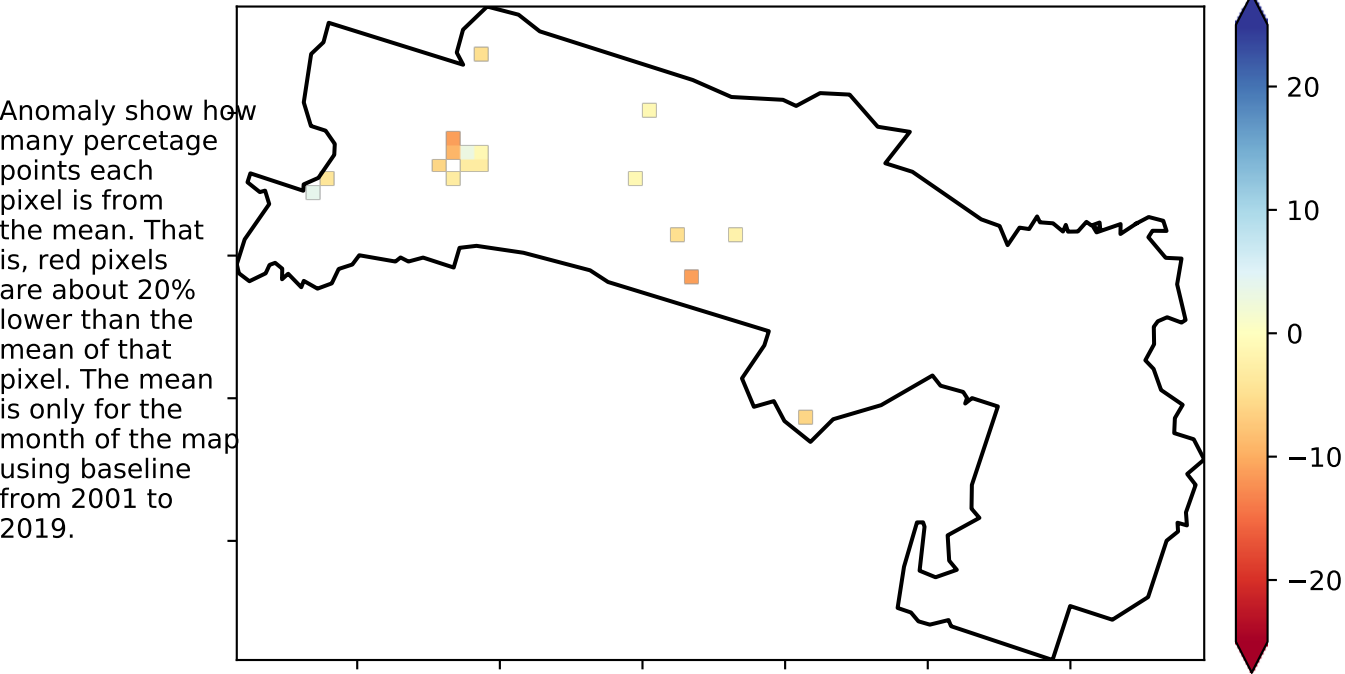 Anomaly show how
many percetage
points each
pixel is from
the mean. That
is, red pixels
are about 20%
lower than the
mean of that
pixel. The mean
is only for the
month of the map
using baseline
from 2001 to
2019.
20
10
0
−10
−20